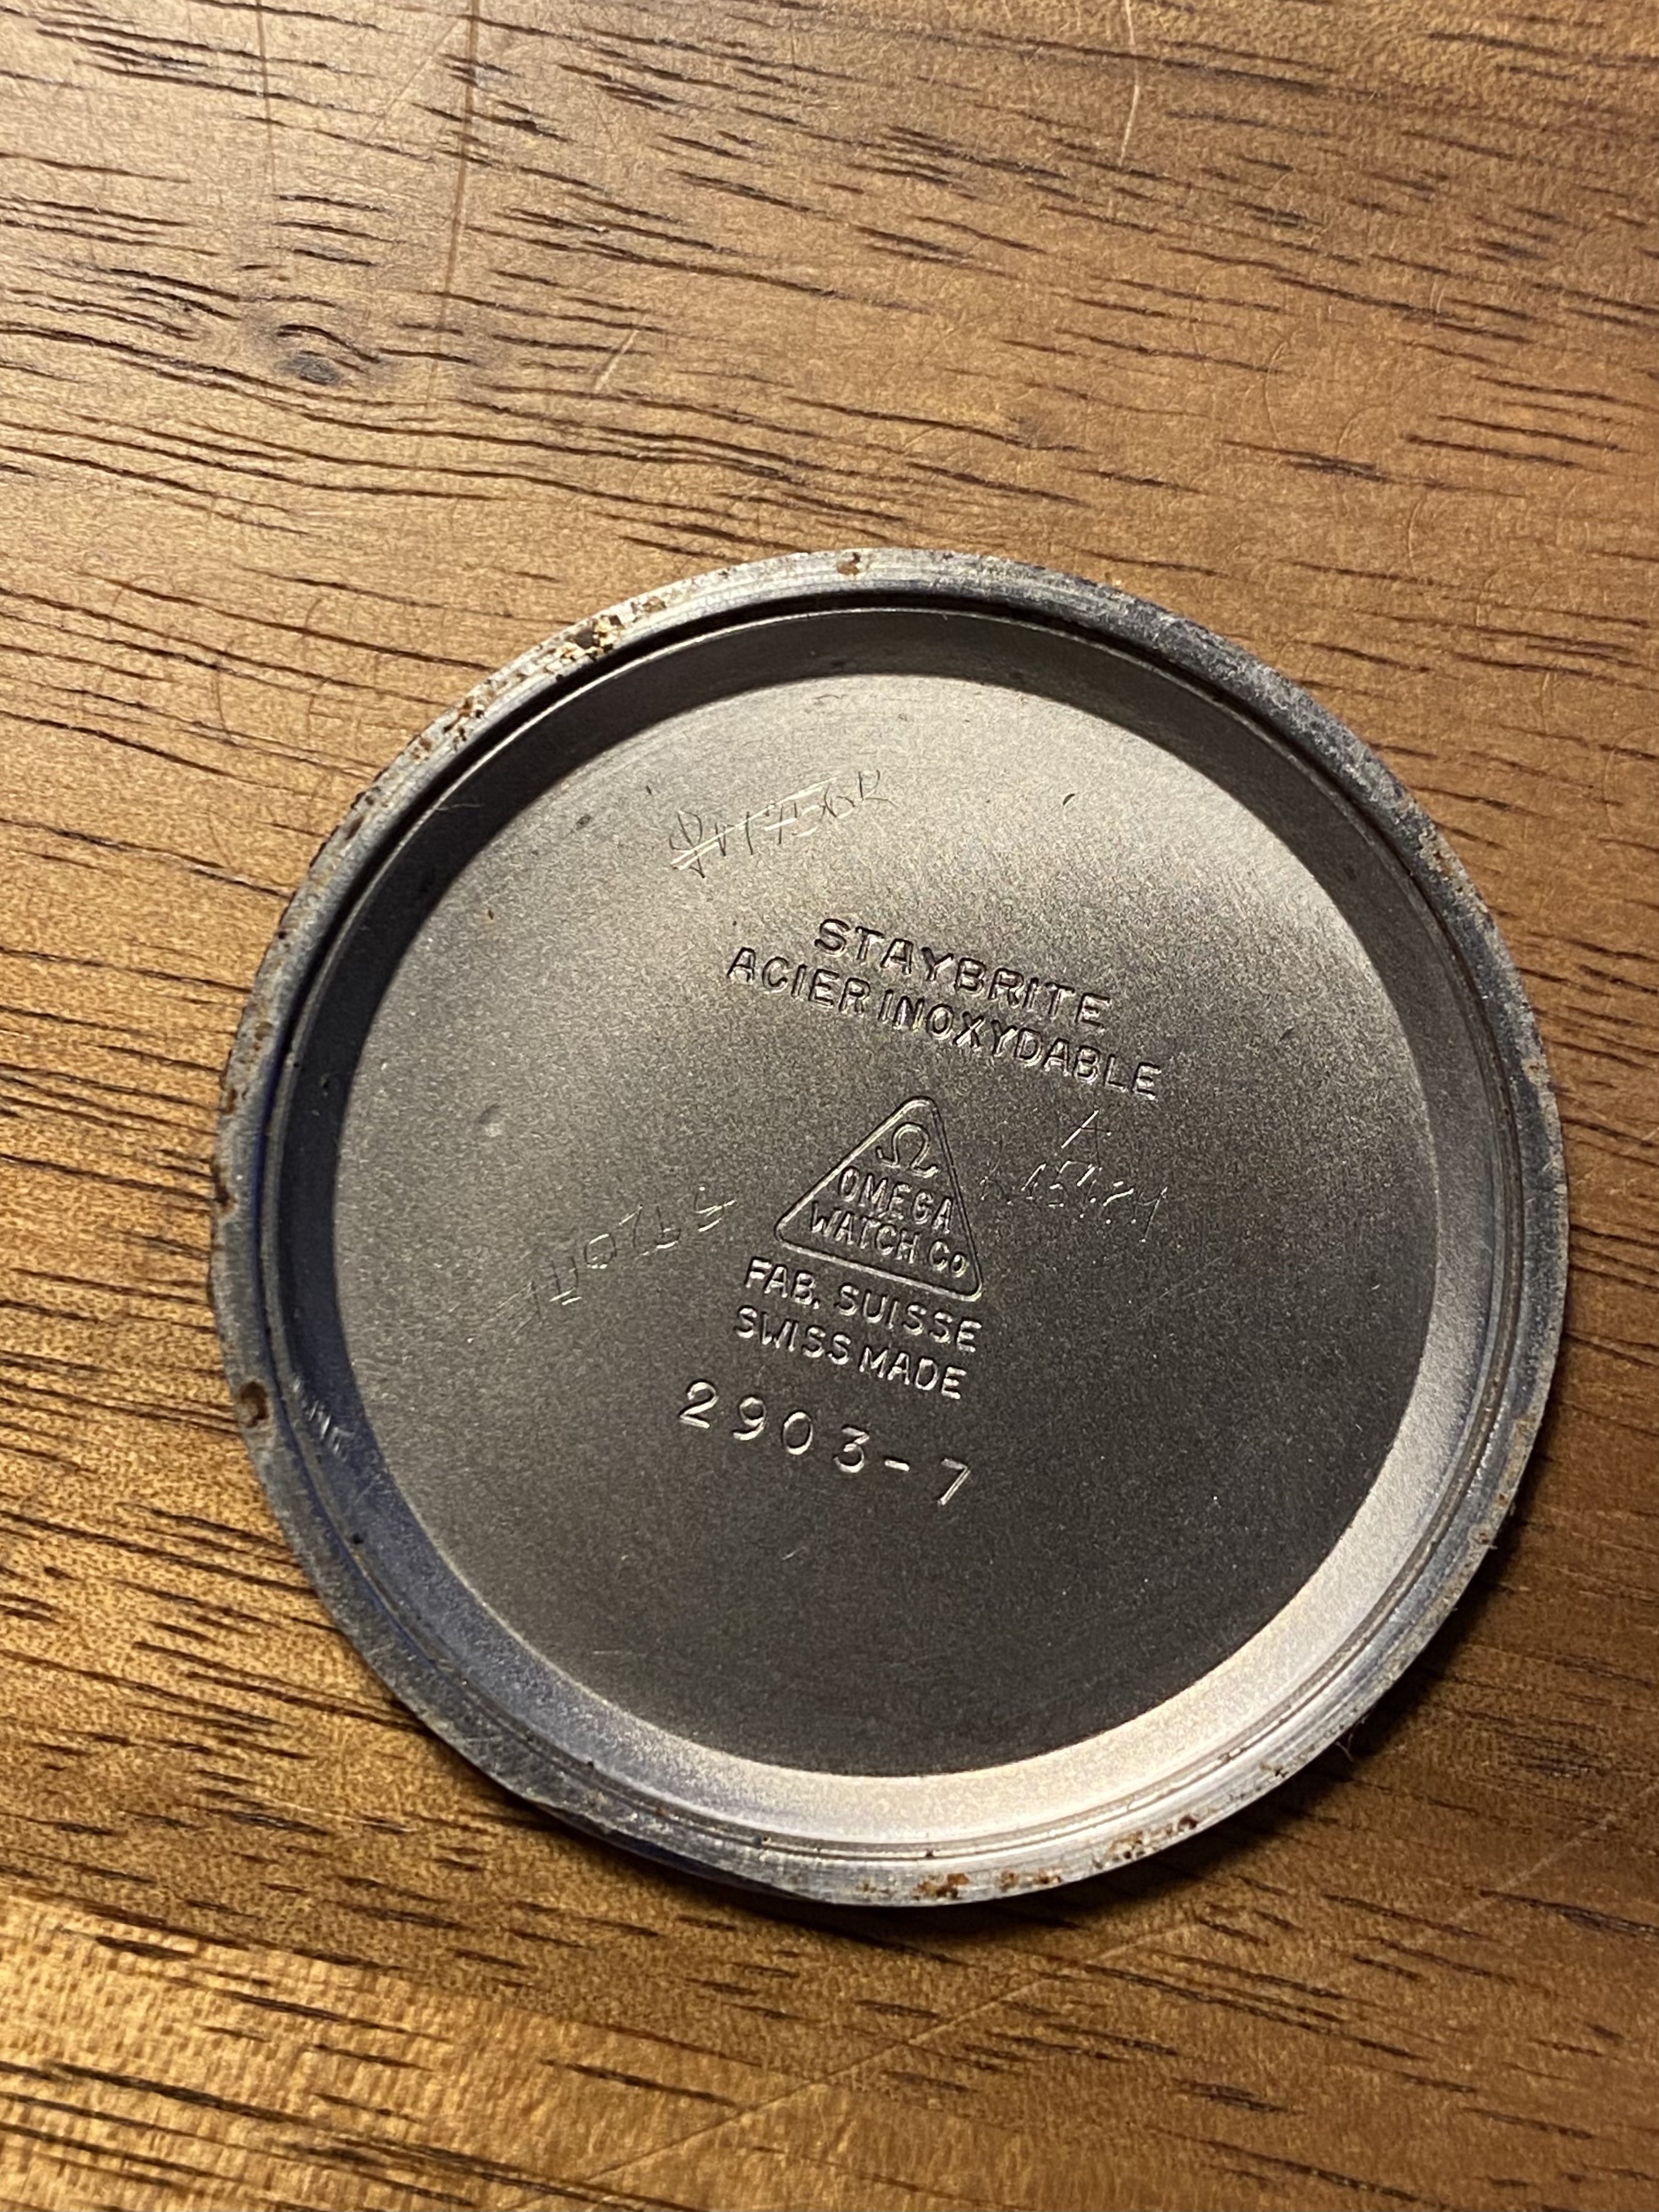 STAYBRITE
ACIER INOXYDABLE
Ω
OMEGA
WATCH Co
FAB. SUISSE
SWISS MADE
2903-7